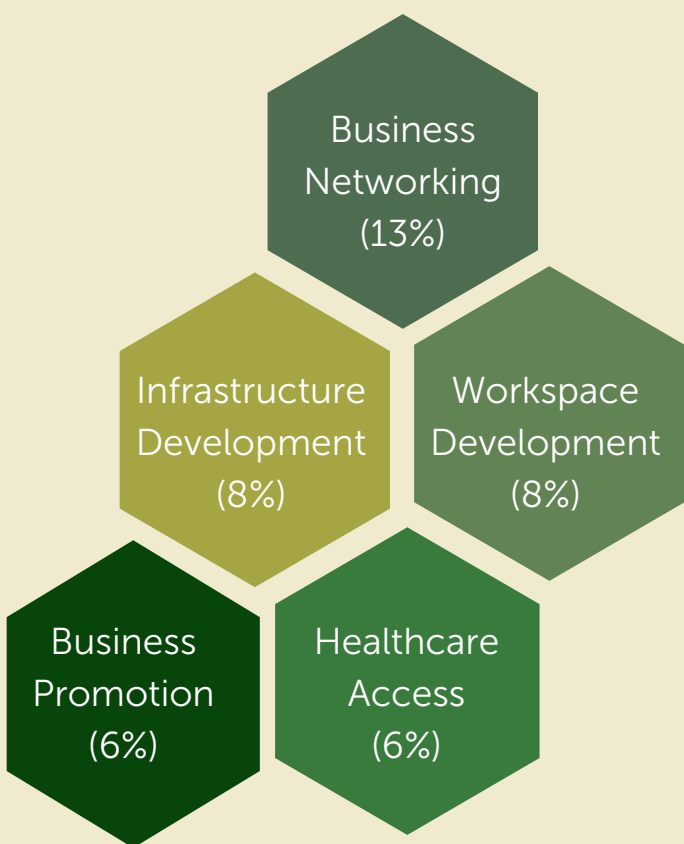 Business
Networking
(13%)
Infrastructure
Development
(8%)
Workspace
Development
(8%)
Business
Promotion
(6%)
Healthcare
Access
(6%)